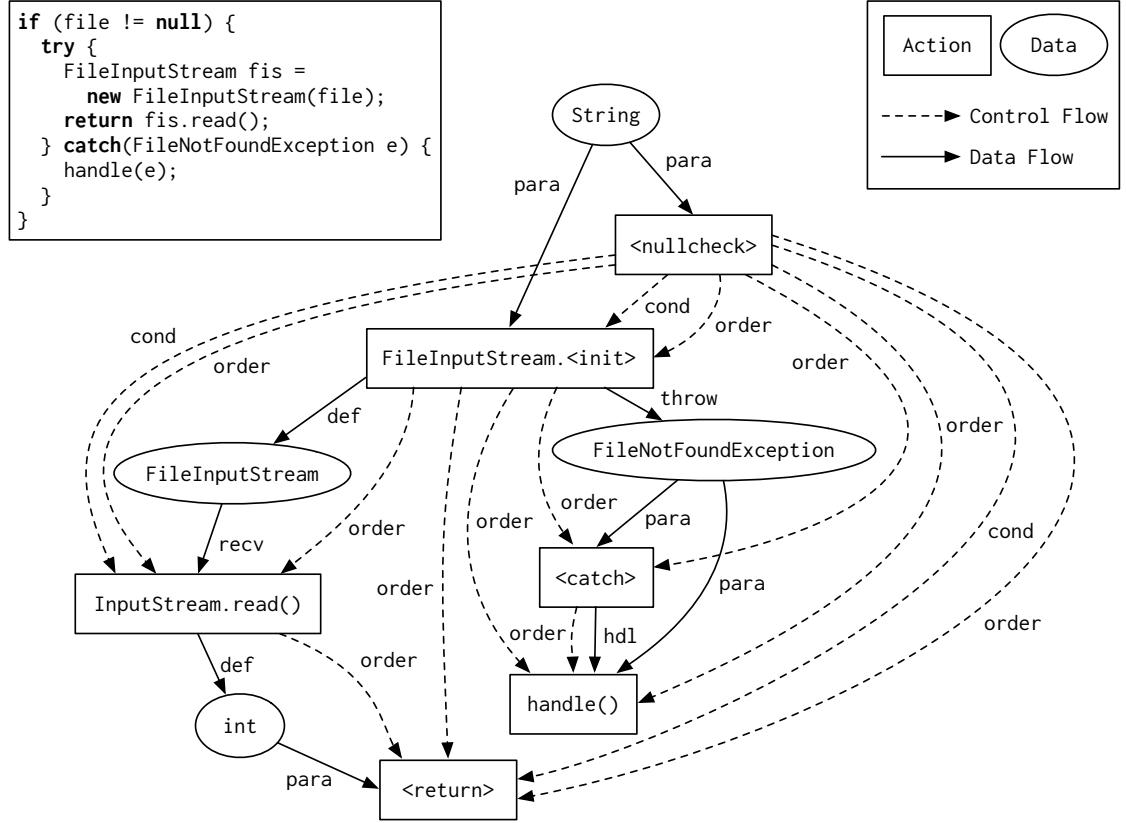 if (file != null) {
  try {
    FileInputStream fis =
      new FileInputStream(file);
    return fis.read();
  } catch(FileNotFoundException e) {
    handle(e);
  }
}
Action
Data
Control Flow
Data Flow
String
para
para
<nullcheck>
cond
order
cond
order
order
FileInputStream.<init>
throw
def
order
FileNotFoundException
FileInputStream
order
order
para
recv
order
cond
<catch>
para
order
InputStream.read()
order
hdl
order
order
def
handle()
int
para
<return>